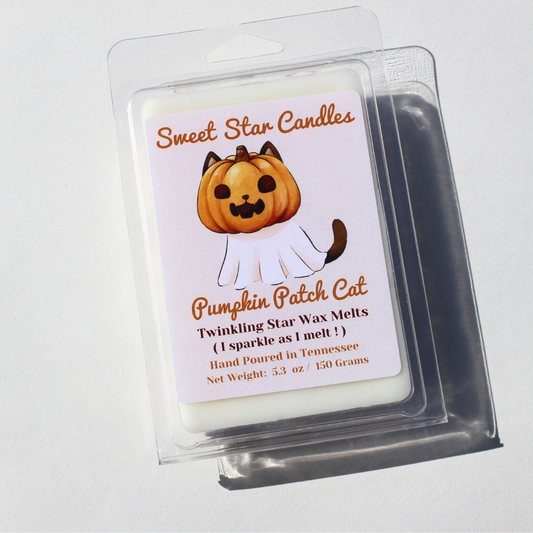 Sweet Star Candles
Pumpkin Patch Cat
Twinkling Star Wax Melts
( I sparkle as I melt ! )
Hand Poured in Tennessee
Net Weight: 5.3 oz / 150 Grams